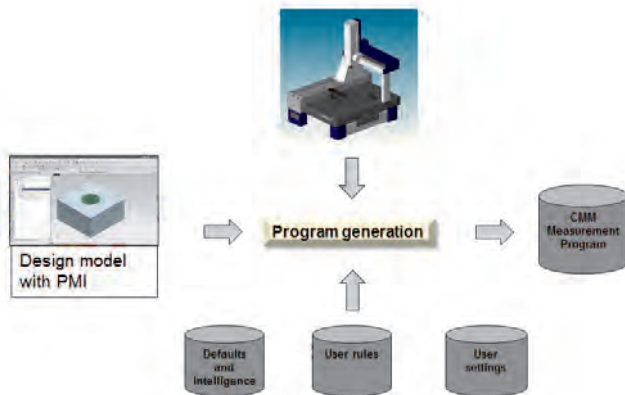 Program generation
CMM
Measurement
Program
Design model
with PMI
Defaults
and
intelligence
User rules
User
settings